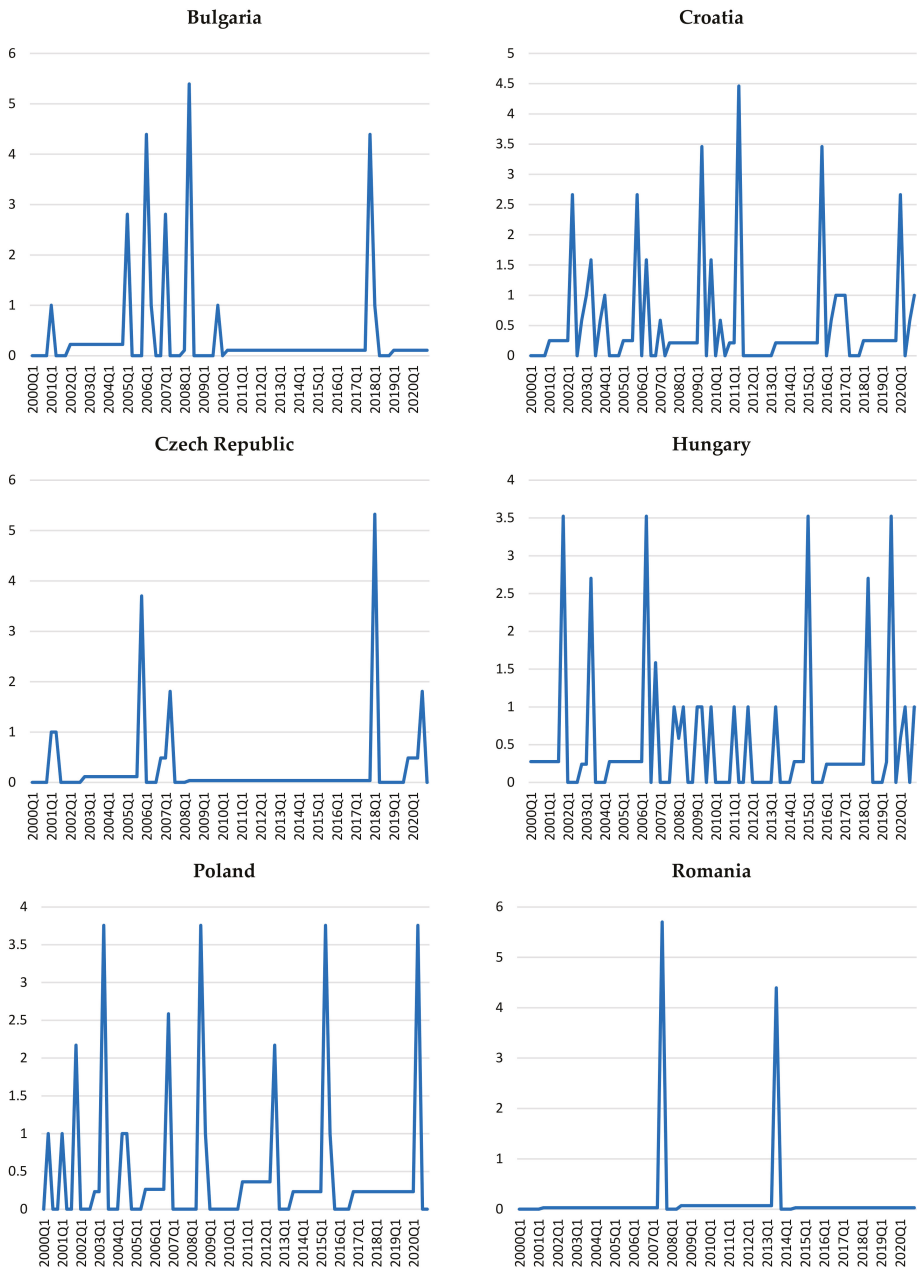 Bulgaria
6
5
4
3
2
1
0
2000Q1
2001Q1
2002Q1
2003Q1
2004Q1
2005Q1
2006Q1
2007Q1
2008Q1
2009Q1
2010Q1
2011Q1
2012Q1
2013Q1
2014Q1
2015Q1
2016Q1
2017Q1
2018Q1
2019Q1
2020Q1
Croatia
5
4.5
4
3.5
3
2.5
2
1.5
1
0.5
0
2000Q1
2001Q1
2002Q1
2003Q1
2004Q1
2005Q1
2006Q1
2007Q1
2008Q1
2009Q1
2010Q1
2011Q1
2012Q1
2013Q1
2014Q1
2015Q1
2016Q1
2017Q1
2018Q1
2019Q1
2020Q1
Czech Republic
6
5
4
3
2
1
0
2000Q1
2001Q1
2002Q1
2003Q1
2004Q1
2005Q1
2006Q1
2007Q1
2008Q1
2009Q1
2010Q1
2011Q1
2012Q1
2013Q1
2014Q1
2015Q1
2016Q1
2017Q1
2018Q1
2019Q1
2020Q1
Hungary
4
3.5
3
2.5
2
1.5
1
0.5
0
2000Q1
2001Q1
2002Q1
2003Q1
2004Q1
2005Q1
2006Q1
2007Q1
2008Q1
2009Q1
2010Q1
2011Q1
2012Q1
2013Q1
2014Q1
2015Q1
2016Q1
2017Q1
2018Q1
2019Q1
2020Q1
Poland
4
3.5
3
2.5
2
1.5
1
0.5
0
2000Q1
2001Q1
2002Q1
2003Q1
2004Q1
2005Q1
2006Q1
2007Q1
2008Q1
2009Q1
2010Q1
2011Q1
2012Q1
2013Q1
2014Q1
2015Q1
2016Q1
2017Q1
2018Q1
2019Q1
2020Q1
Romania
6
5
4
3
2
1
0
2000Q1
2001Q1
2002Q1
2003Q1
2004Q1
2005Q1
2006Q1
2007Q1
2008Q1
2009Q1
2010Q1
2011Q1
2012Q1
2013Q1
2014Q1
2015Q1
2016Q1
2017Q1
2018Q1
2019Q1
2020Q1